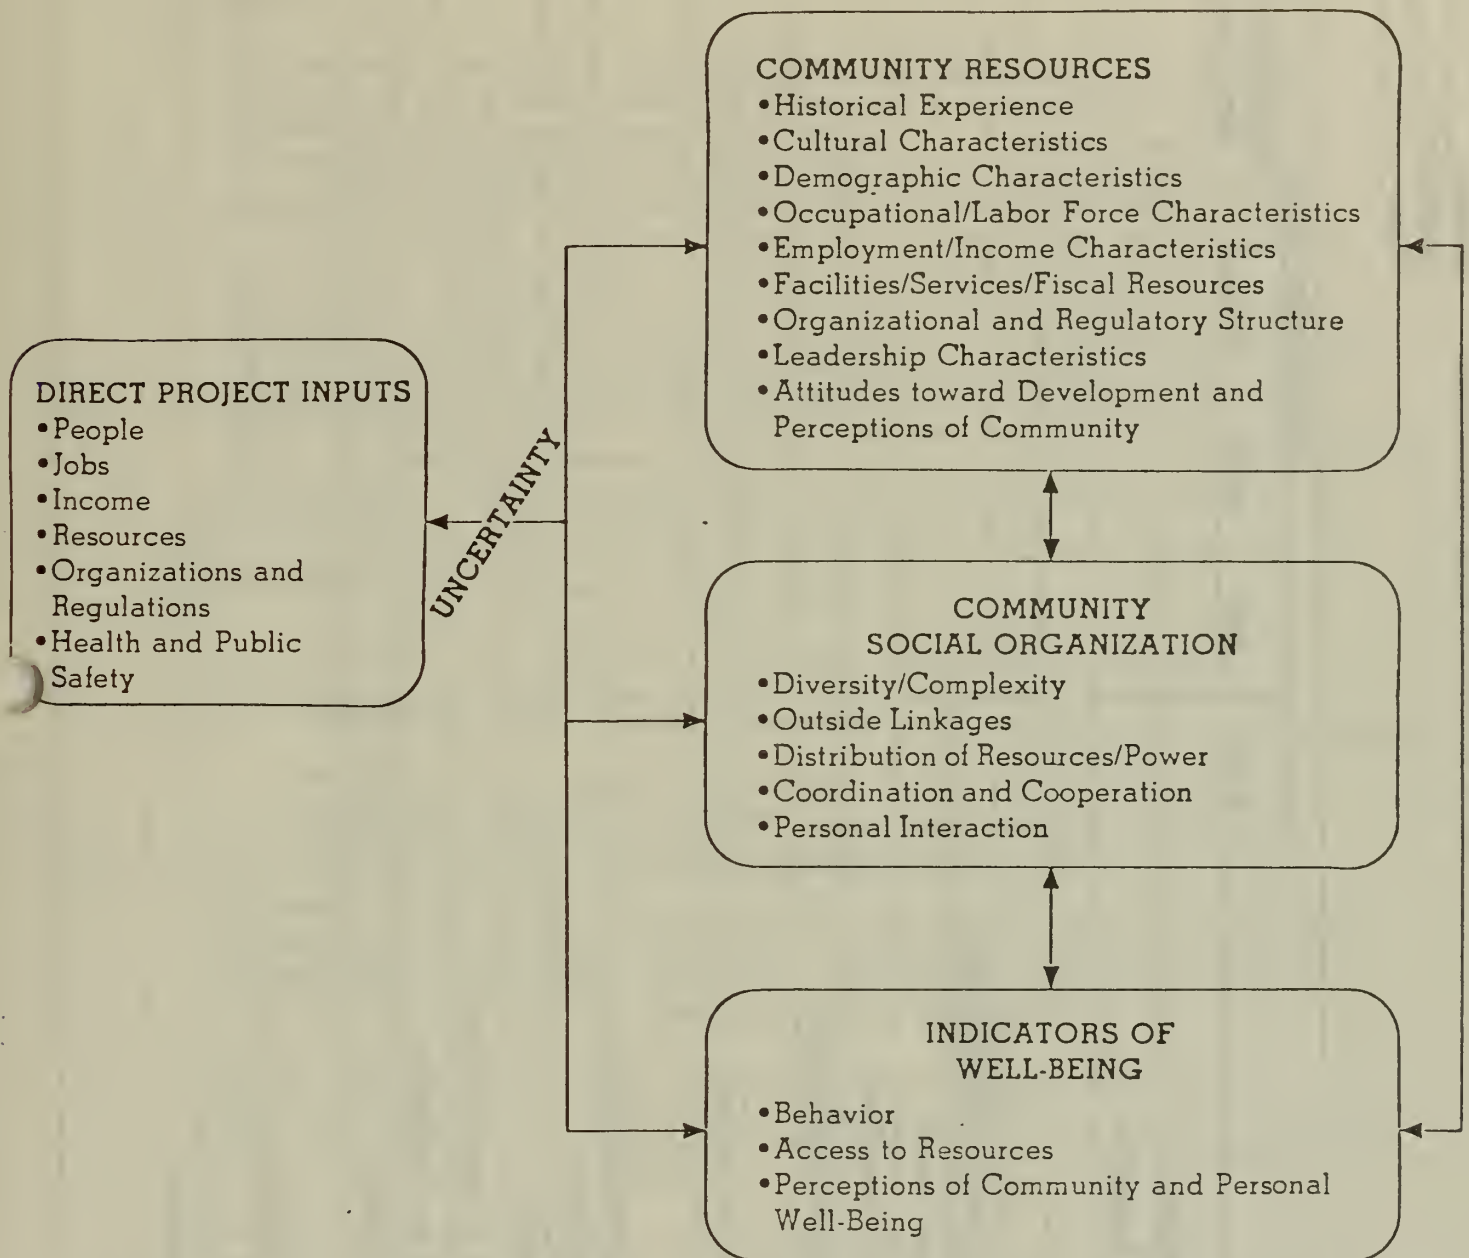 COMMUNITY RESOURCES
•Historical Experience
•Cultural Characteristics
•Demographic Characteristics
•Occupational/Labor Force Characteristics
•Employment/Income Characteristics
•Facilities/Services/Fiscal Resources
•Organizational and Regulatory Structure
•Leadership Characteristics
•Attitudes toward Development and
Perceptions of Community
DIRECT PROJECT INPUTS
•People
•Jobs
•Income
•Resources
•Organizations and
Regulations
•Health and Public
Safety
UNCERTAINTY
COMMUNITY
SOCIAL ORGANIZATION
•Diversity/Complexity
•Outside Linkages
•Distribution of Resources/Power
•Coordination and Cooperation
•Personal Interaction
INDICATORS OF
WELL-BEING
•Behavior
•Access to Resources
•Perceptions of Community and Personal
Well-Being